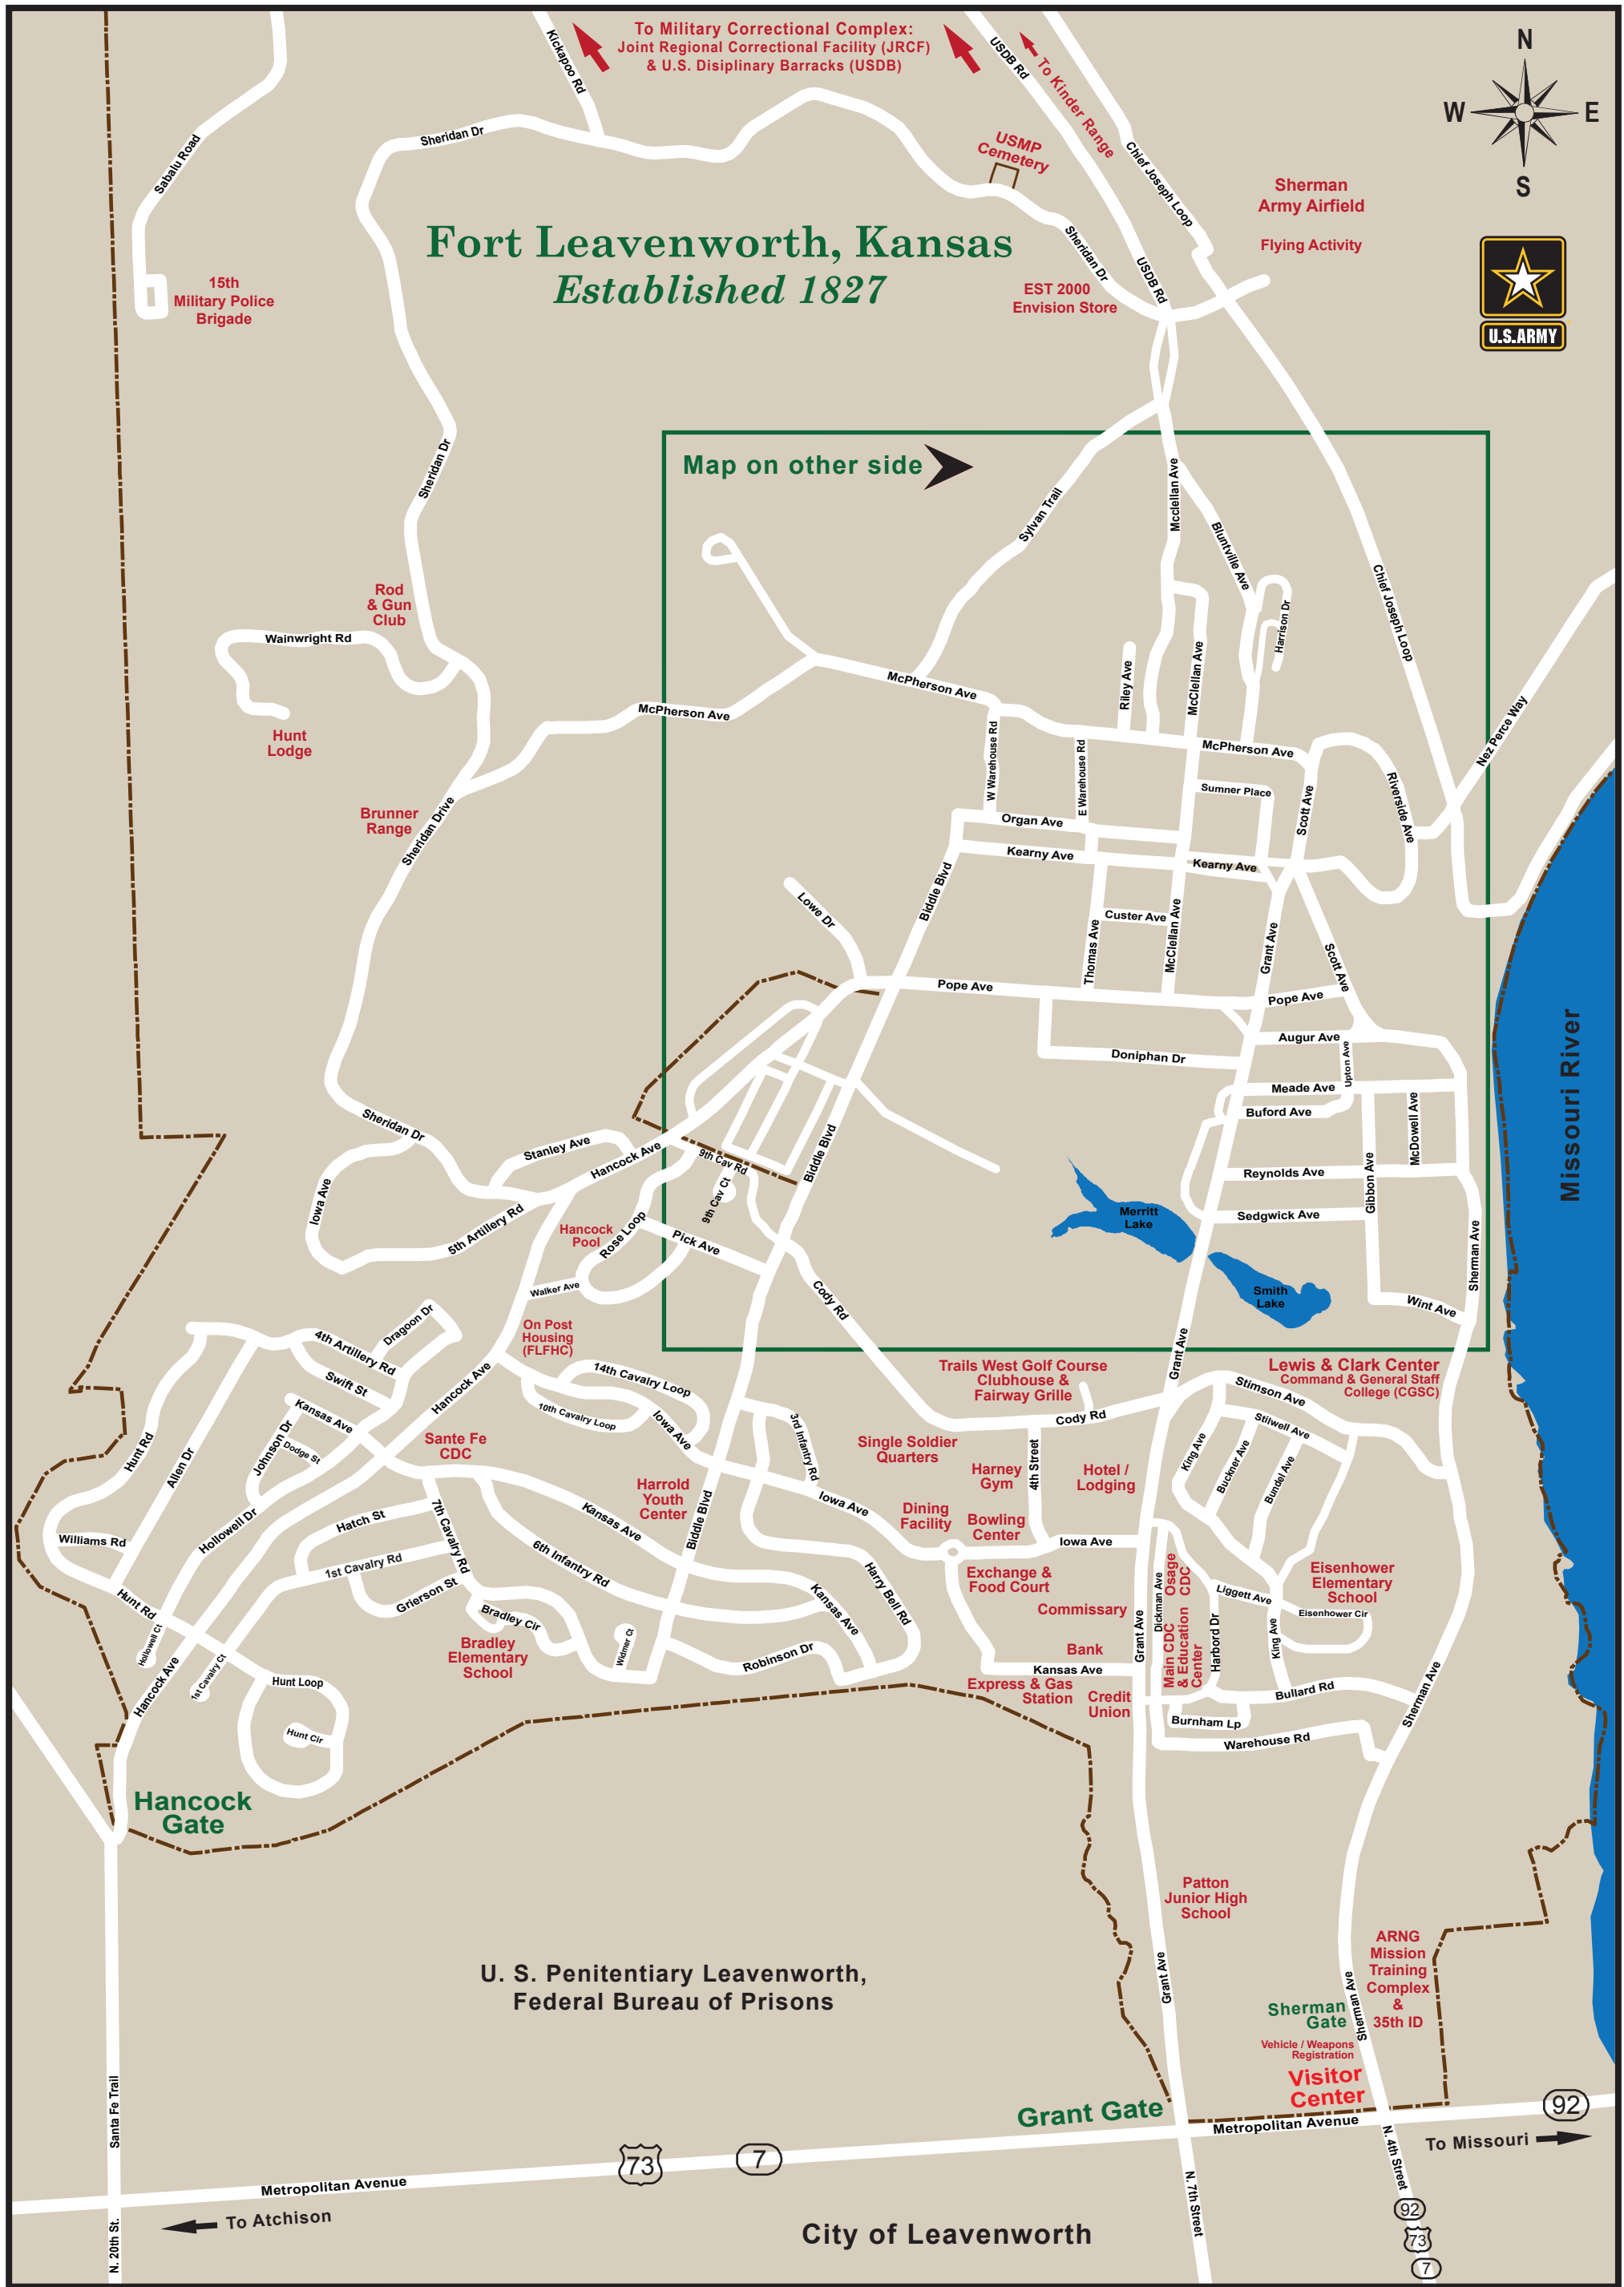 To Military Correctional Complex:
Joint Regional Correctional Facility (JRCF)
& U.S. Disiplinary Barracks (USDB)
Kickapoo Rd
USDB Rd
To Kinder Range
N
W
E
S
Sabalu Road
Sheridan Dr
USMP
Cemetery
Chief Joseph Loop
Sherman
Army Airfield
Flying Activity
Fort Leavenworth, Kansas
Established 1827
Sheridan Dr
USDB Rd
EST 2000
Envision Store
15th
Military Police
Brigade
U.S.ARMY
Map on other side
Sheridan Dr
Sylvan Trail
Mcclellan Ave
Bluntville Ave
Chief Joseph Loop
Rod
& Gun
Club
Wainwright Rd
Harrison Dr
Hunt
Lodge
McPherson Ave
McPherson Ave
Riley Ave
McClellan Ave
McPherson Ave
Nez Perce Way
W Warehouse Rd
E Warehouse Rd
Sumner Place
Scott Ave
Riverside Ave
Brunner
Range
Sheridan Drive
Organ Ave
Kearny Ave
Kearny Ave
Biddle Blvd
Lowe Dr
Custer Ave
Thomas Ave
McClellan Ave
Grant Ave
Scott Ave
Pope Ave
Pope Ave
Augur Ave
Doniphan Dr
Upton Ave
Meade Ave
Buford Ave
McDowell Ave
Missouri River
Sheridan Dr
Stanley Ave
Hancock Ave
9th Cav Rd
9th Cav Ct
Biddle Blvd
Reynolds Ave
Gibbon Ave
Sedgwick Ave
Sherman Ave
Iowa Ave
5th Artillery Rd
Hancock
Pool
Rose Loop
Pick Ave
Merritt
Lake
Smith
Lake
Wint Ave
Walker Ave
Cody Rd
Grant Ave
On Post
Housing
(FLFHC)
Dragoon Dr
4th Artillery Rd
Swift St
Hancock Ave
14th Cavalry Loop
10th Cavalry Loop
Iowa Ave
Trails West Golf Course
Clubhouse &
Fairway Grille
Lewis & Clark Center
Command & General Staff
College (CGSC)
Stimson Ave
Cody Rd
Stilwell Ave
Kansas Ave
Johnson Dr
Dodge St
Hunt Rd
Allen Dr
Sante Fe
CDC
3rd Infantry Rd
Single Soldier
Quarters
Harney
Gym
4th Street
Hotel /
Lodging
King Ave
Buckner Ave
Bundel Ave
Harrold
Youth
Center
Iowa Ave
Dining
Facility
Bowling
Center
Iowa Ave
Williams Rd
Hollowell Dr
Hatch St
7th Cavalry Rd
Kansas Ave
Biddle Blvd
1st Cavalry Rd
6th Infantry Rd
Grierson St
Exchange &
Food Court
Commissary
Harry Bell Rd
Kansas Ave
Grant Ave
Dickman Ave
Osage
CDC
Main CDC
& Education
Center
Harbord Dr
Liggett Ave
King Ave
Eisenhower
Elementary
School
Eisenhower Cir
Hunt Rd
Hollowell Ct
Hancock Ave
1st Cavalry Ct
Bradley Cir
Bradley
Elementary
School
Widmer Ct
Robinson Dr
Bank
Kansas Ave
Express & Gas
Station
Credit
Union
Bullard Rd
Burnham Lp
Warehouse Rd
Sherman Ave
Hunt Loop
Hunt Cir
Hancock
Gate
Patton
Junior High
School
ARNG
Mission
Training
Complex
&
35th ID
U. S. Penitentiary Leavenworth,
Federal Bureau of Prisons
Grant Ave
Sherman Ave
Sherman
Gate
Vehicle / Weapons
Registration
Visitor
Center
Santa Fe Trail
Grant Gate
Metropolitan Avenue
92
To Missouri
73
7
Metropolitan Avenue
To Atchison
N. 20th St.
N. 7th Street
N. 4th Street
City of Leavenworth
92
73
7